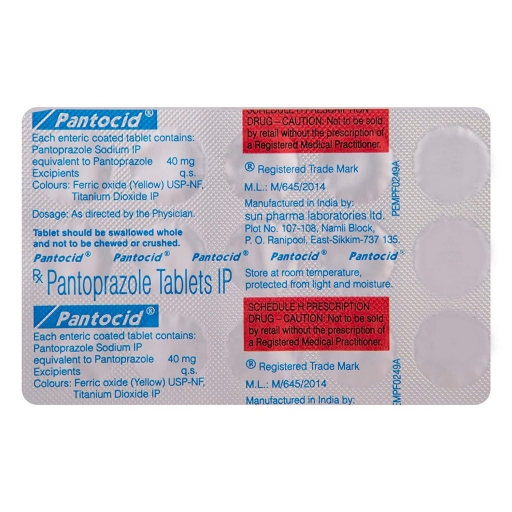 Pantocid®
Each enteric coated tablet contains:
Pantoprazole Sodium IP
equivalent to Pantoprazole 40 mg
Excipients q.s.
Colours: Ferric oxide (Yellow) USP-NF,
Titanium Dioxide IP
Dosage: As directed by the Physician.
Tablet should be swallowed whole
and not to be chewed or crushed.
SCHEDULE H PRESCRIPTION
DRUG – CAUTION: Not to be sold
by retail without the prescription of
a Registered Medical Practitioner.
® Registered Trade Mark
M.L.: M/645/2014
Manufactured in India by:
sun pharma laboratories ltd.
Plot No. 107-108, Namli Block,
P. O. Ranipool, East-Sikkim-737 135.
PEMPF0249A
Pantocid® Pantocid® Pantocid® Pantocid® Pantocid®
Rx Pantoprazole Tablets IP
Store at room temperature,
protected from light and moisture.
Pantocid®
Each enteric coated tablet contains:
Pantoprazole Sodium IP
equivalent to Pantoprazole 40 mg
Excipients q.s.
Colours: Ferric oxide (Yellow) USP-NF,
Titanium Dioxide IP
SCHEDULE H PRESCRIPTION
DRUG – CAUTION: Not to be sold
by retail without the prescription of
a Registered Medical Practitioner.
® Registered Trade Mark
M.L.: M/645/2014
Manufactured in India by:
EMPF0249A